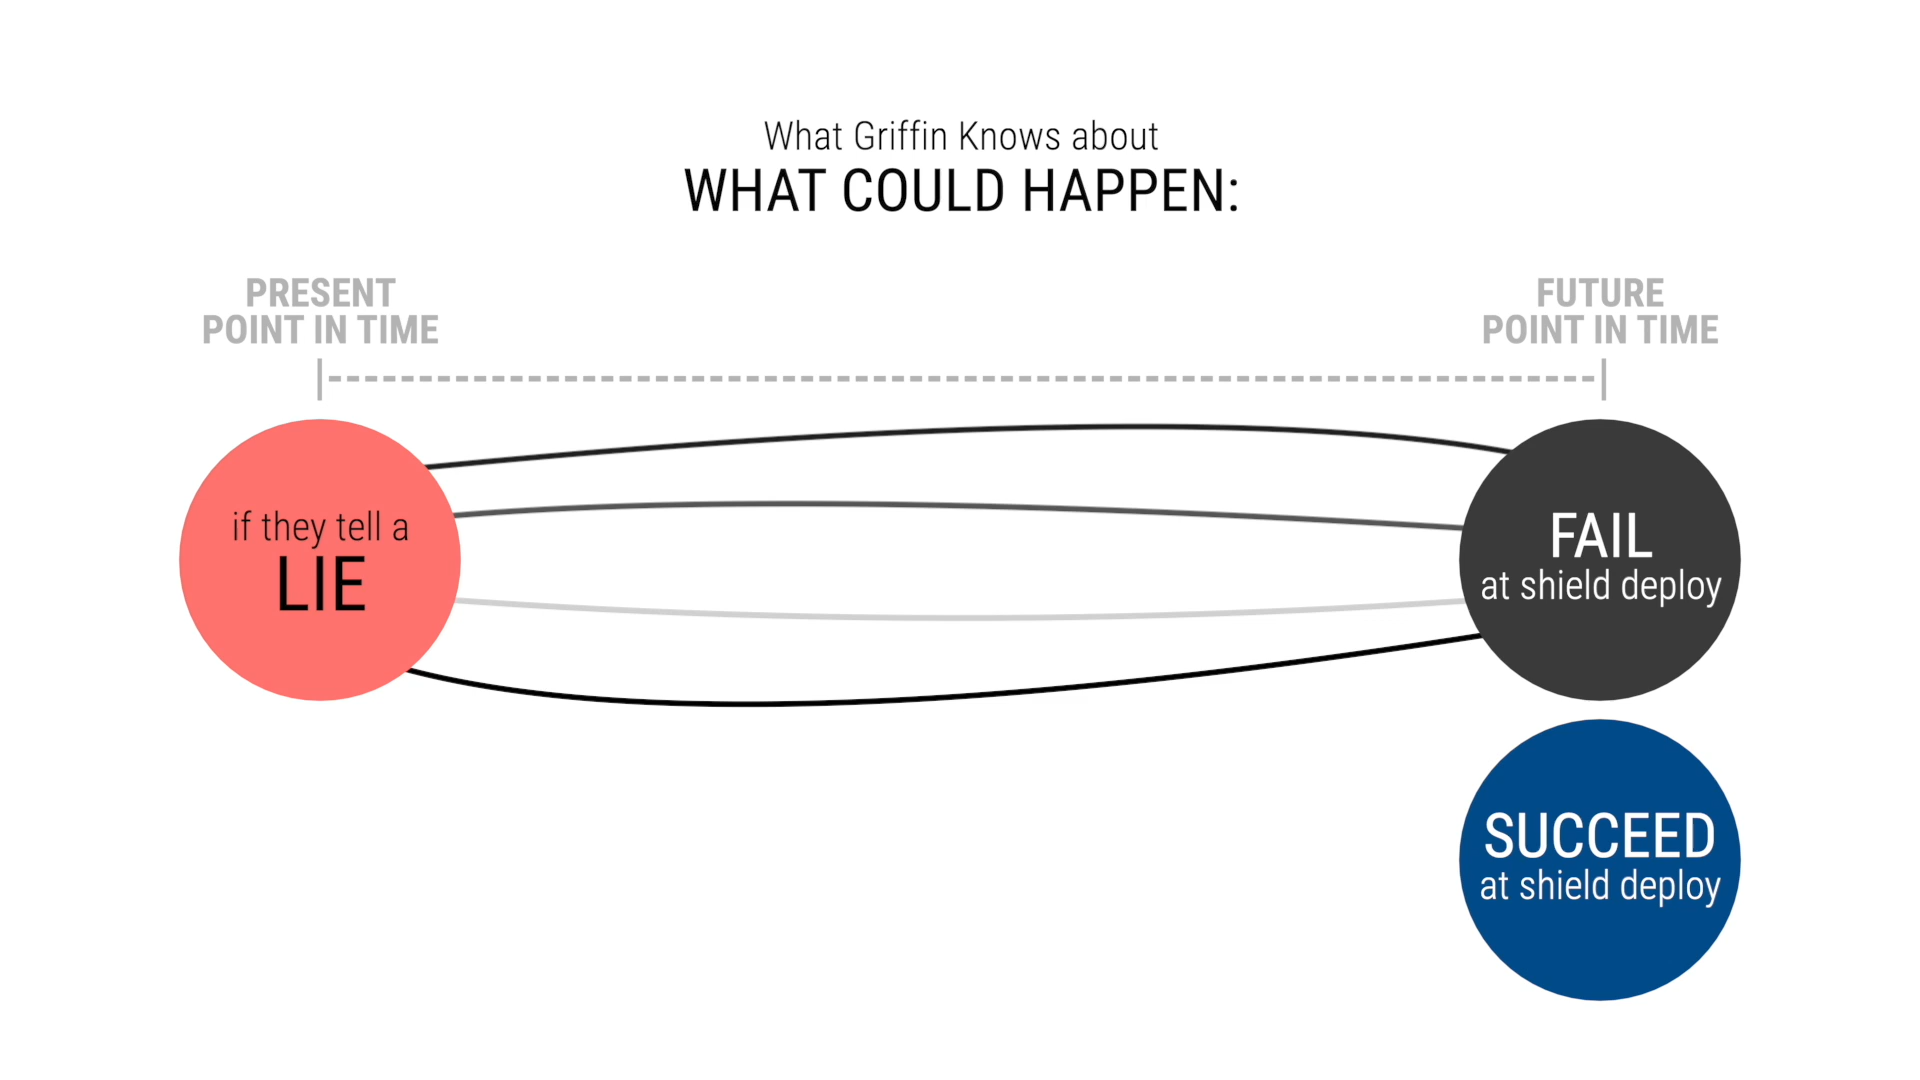 What Griffin Knows about
WHAT COULD HAPPEN:
PRESENT
POINT IN TIME
FUTURE
POINT IN TIME
if they tell a
LIE
FAIL
at shield deploy
SUCCEED
at shield deploy